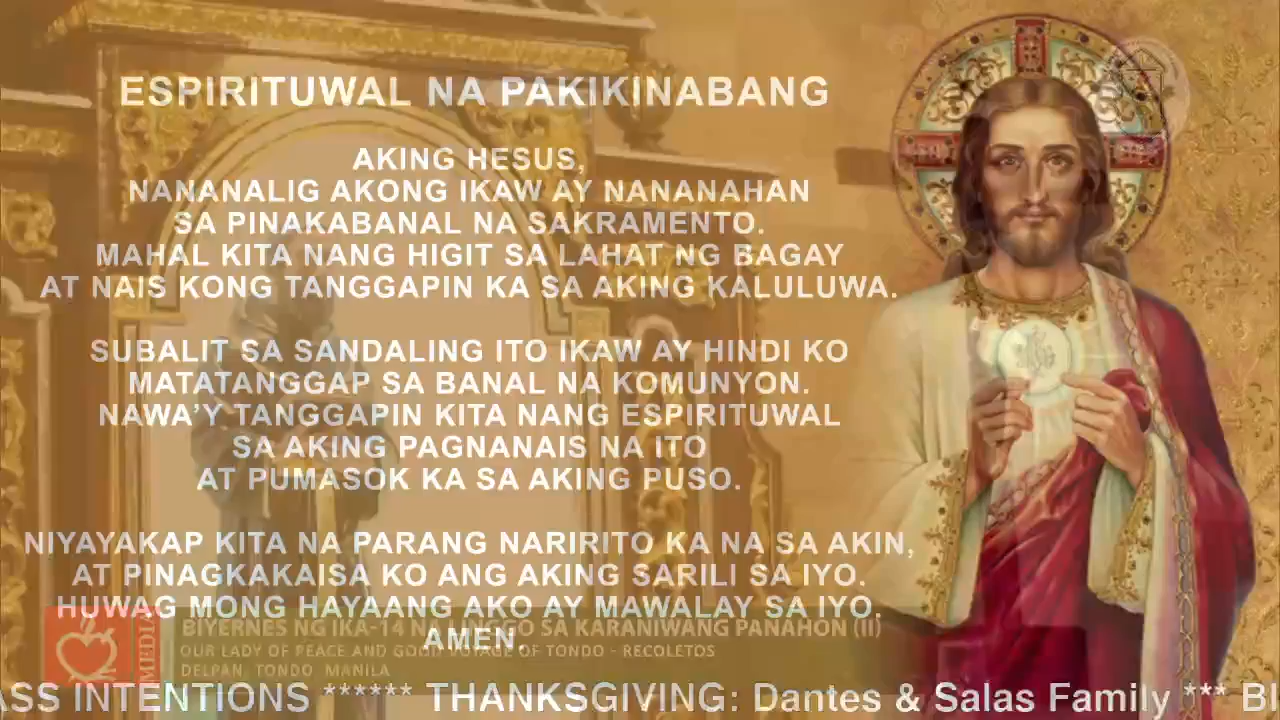 ESPIRITUWAL NA PAKIKINABANG
AKING HESUS,
NANANALIG AKONG IKAW AY NANANAHAN
SA PINAKABANAL NA SAKRAMENTO.
MAHAL KITA NANG HIGIT SA LAHAT NG BAGAY
AT NAIS KONG TANGGAPIN KA SA AKING KALULUWA.
SUBALIT SA SANDALING ITO IKAW AY HINDI KO
MATATANGGAP SA BANAL NA KOMUNYON.
NAWA'Y TANGGAPIN KITA NANG ESPIRITUWAL
SA AKING PAGNANAIS NA ITO
AT PUMASOK KA SA AKING PUSO.
NIYAYAKAP KITA NA PARANG NARIRITO KA NA SA AKIN,
AT PINAGKAKAISA KO ANG AKING SARILI SA IYO.
HUWAG MONG HAYAANG AKO AY MAWALAY SA IYO.
AMEN.
MEDIA
BIYERNES NG IKA-14 NA LINGGO SA KARANIWANG PANAHON (II)
OUR LADY OF PEACE AND GOOD VOYAGE OF TONDO - RECOLETOS
DELPAN, TONDO, MANILA
ASS INTENTIONS ****** THANKSGIVING: Dantes & Salas Family *** BI